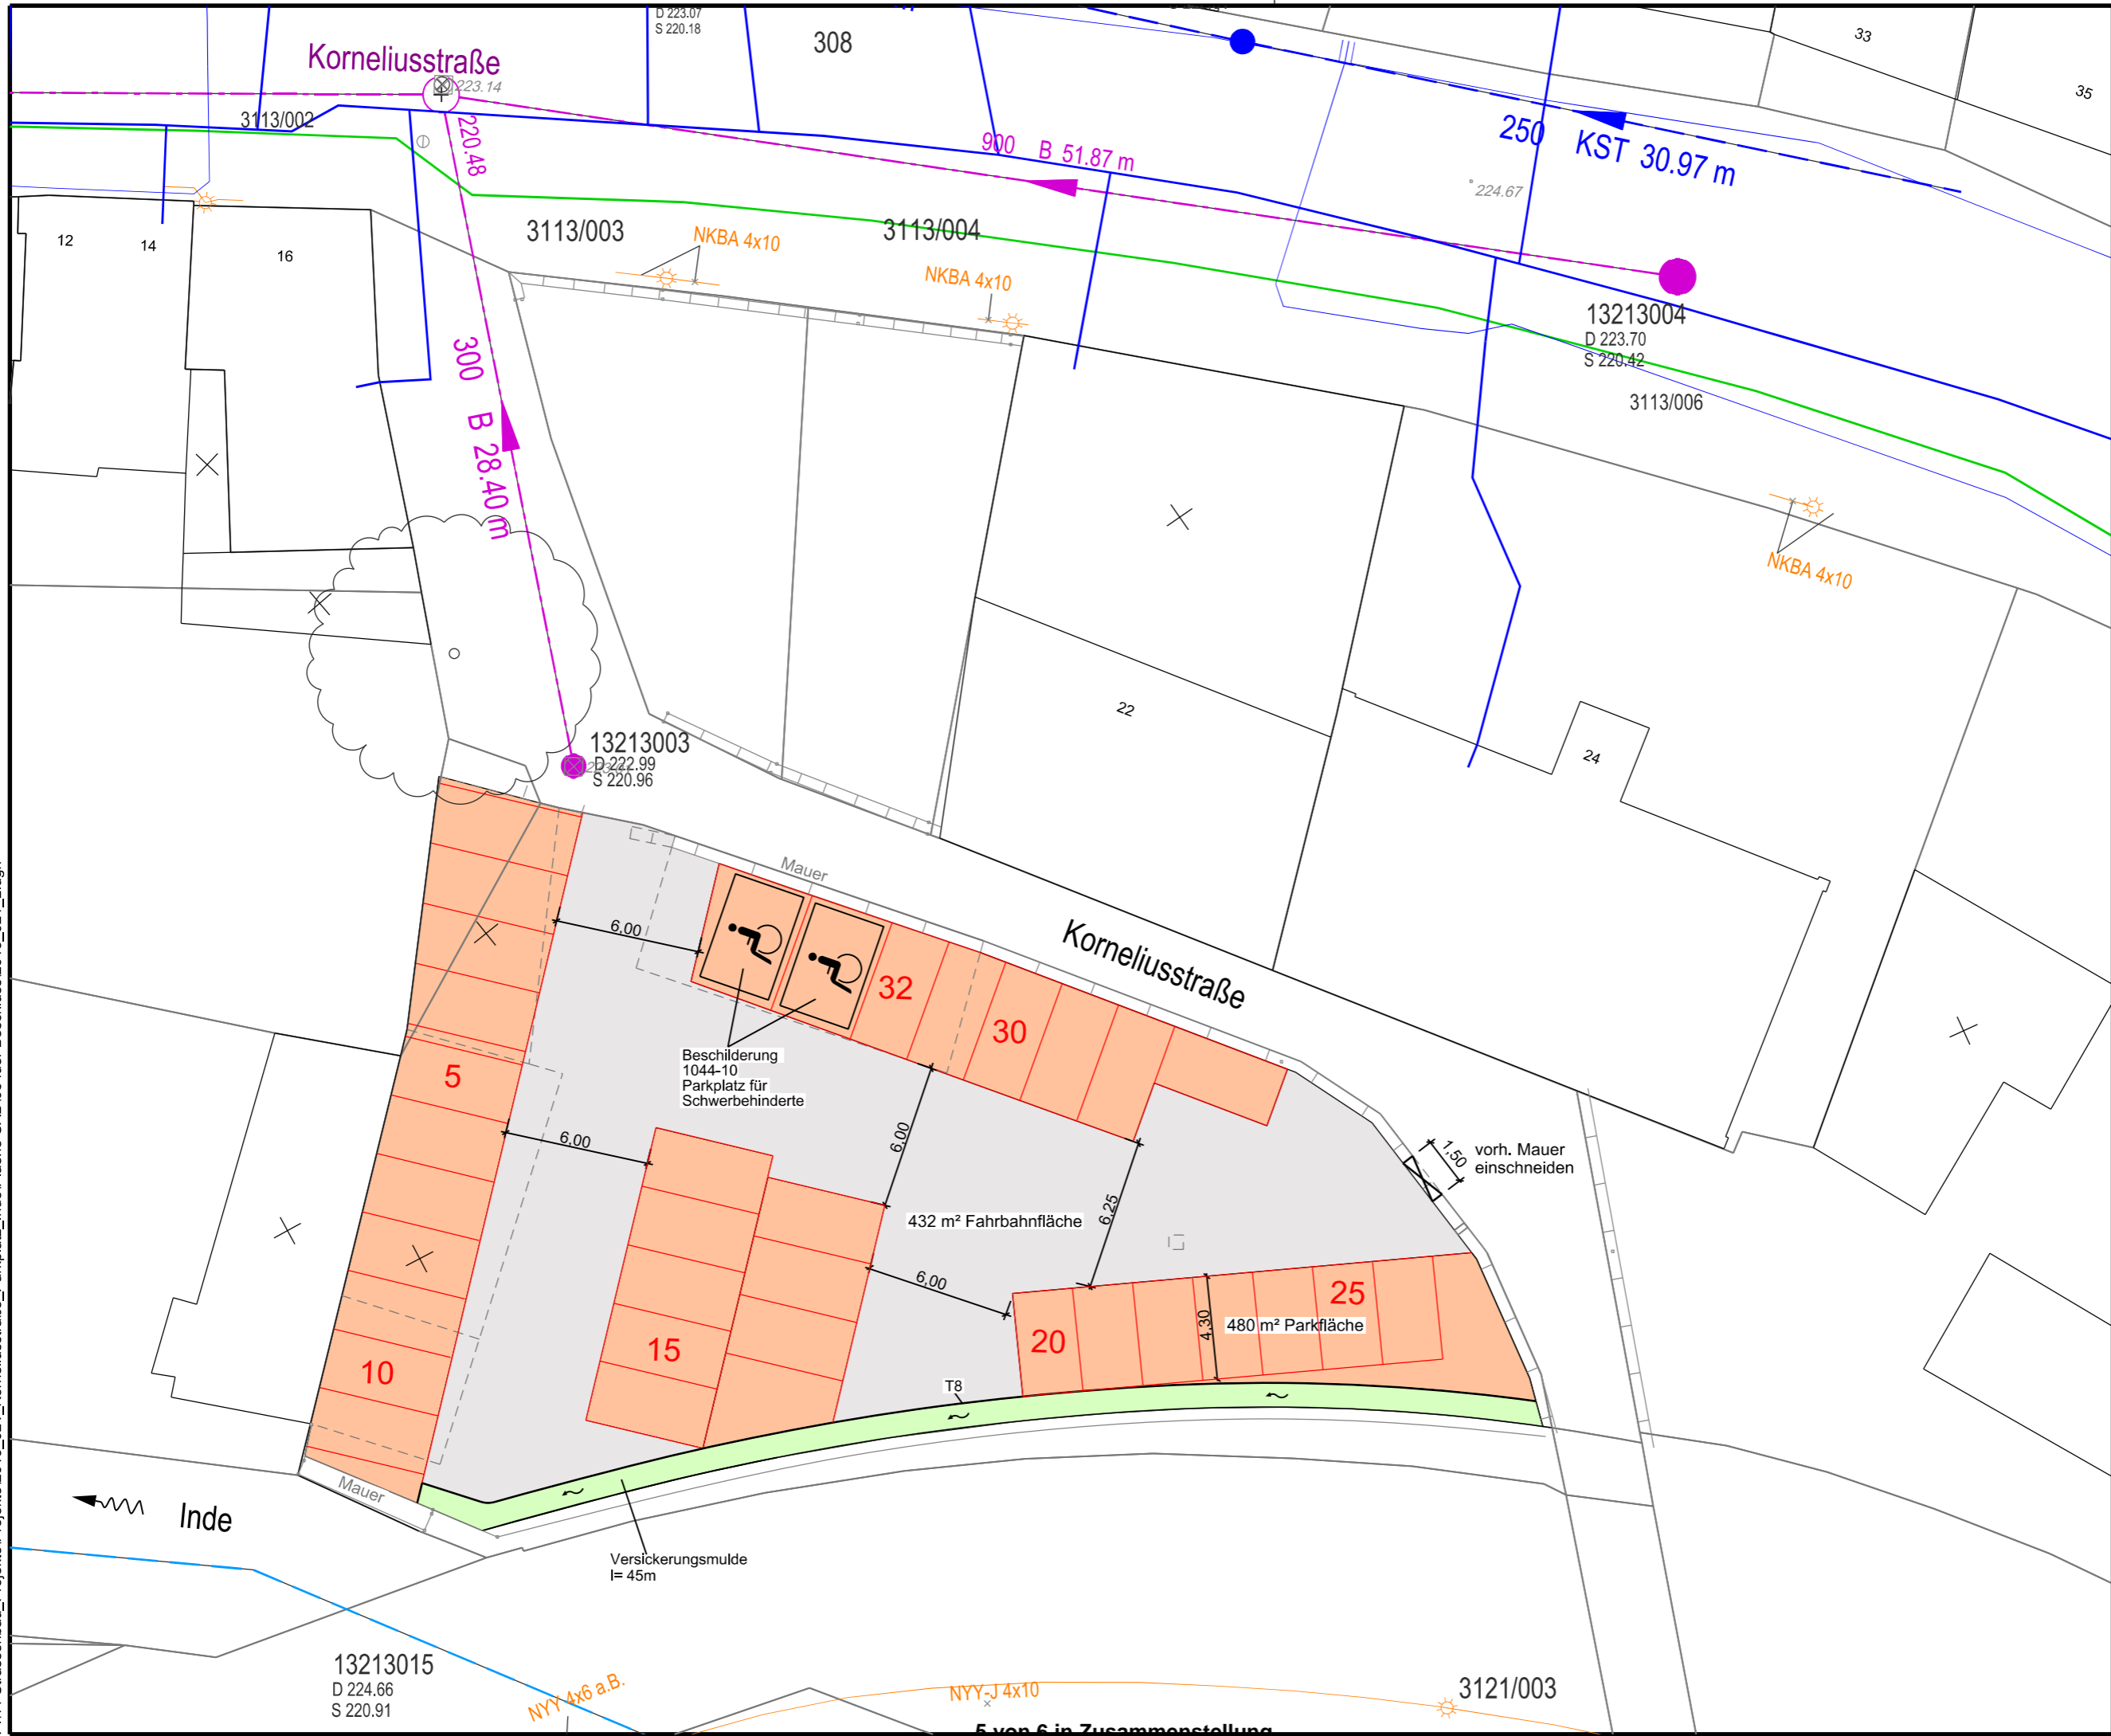 D 223.07
S 220.18
308
33
35
Korneliusstraße
223.14
3113/002
220.48
900 B 51.87 m
250 KST 30.97 m
224.67
12
14
16
3113/003
NKBA 4x10
3113/004
NKBA 4x10
13213004
D 223.70
S 220.42
3113/006
300 B 28.40 m
NKBA 4x10
22
24
13213003
D 222.99
S 220.96
Mauer
Korneliusstraße
6,00
32
30
5
Beschilderung
1044-10
Parkplatz für
Schwerbehinderte
6,00
6,00
1,50
vorh. Mauer
einschneiden
6,25
432 m² Fahrbahnfläche
6,00
25
4,30
480 m² Parkfläche
20
15
10
T8
Mauer
Inde
Versickerungsmulde
l= 45m
13213015
D 224.66
S 220.91
NYY 4x6 a.B.
NYY-J 4x10
3121/003
5 von 6 in Zusammenstellung